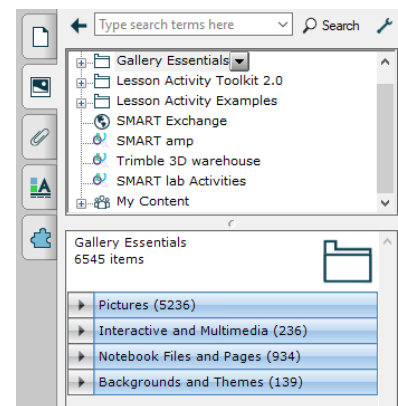 Type search terms here
Search
Gallery Essentials
Lesson Activity Toolkit 2.0
Lesson Activity Examples
SMART Exchange
SMART amp
Trimble 3D warehouse
SMART lab Activities
My Content
A
Gallery Essentials
6545 items
Pictures (5236)
Interactive and Multimedia (236)
Notebook Files and Pages (934)
Backgrounds and Themes (139)